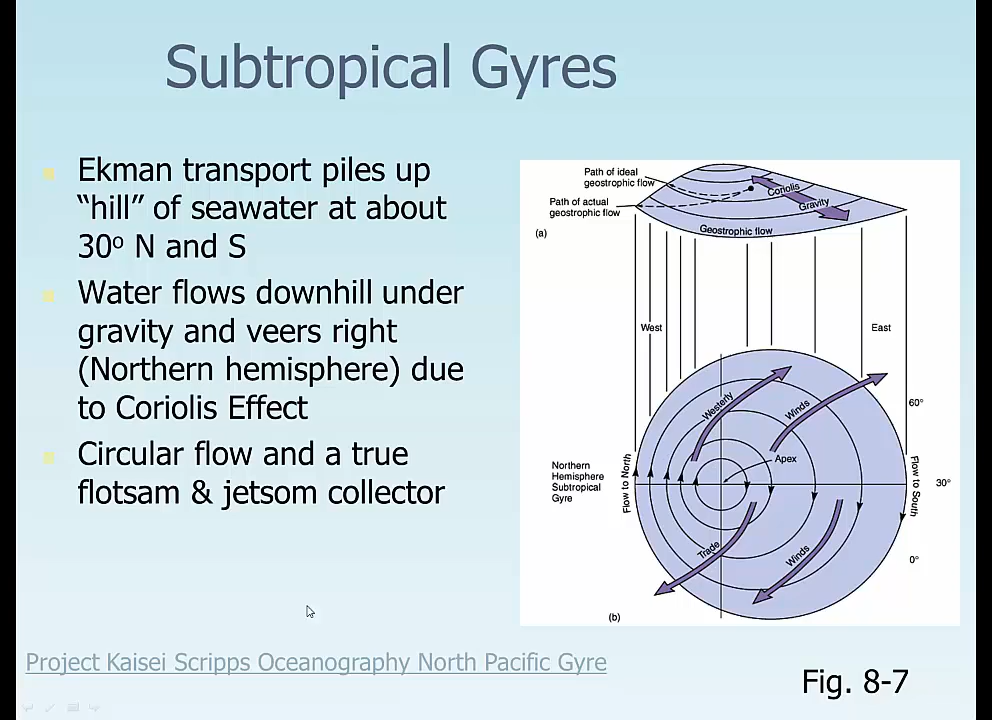 Subtropical Gyres
Ekman transport piles up
“hill” of seawater at about
30º N and S
Water flows downhill under
gravity and veers right
(Northern hemisphere) due
to Coriolis Effect
Circular flow and a true
flotsam & jetsom collector
Path of ideal
geostrophic flow
Path of actual
geostrophic flow
Coriolis
Gravity
Geostrophic flow
(a)
West
East
Westerly
Winds
60°
Apex
Northern
Hemisphere
Subtropical
Gyre
Flow to North
Flow to South
30°
Trade
Winds
0°
(b)
Project Kaisei Scripps Oceanography North Pacific Gyre
Fig. 8-7